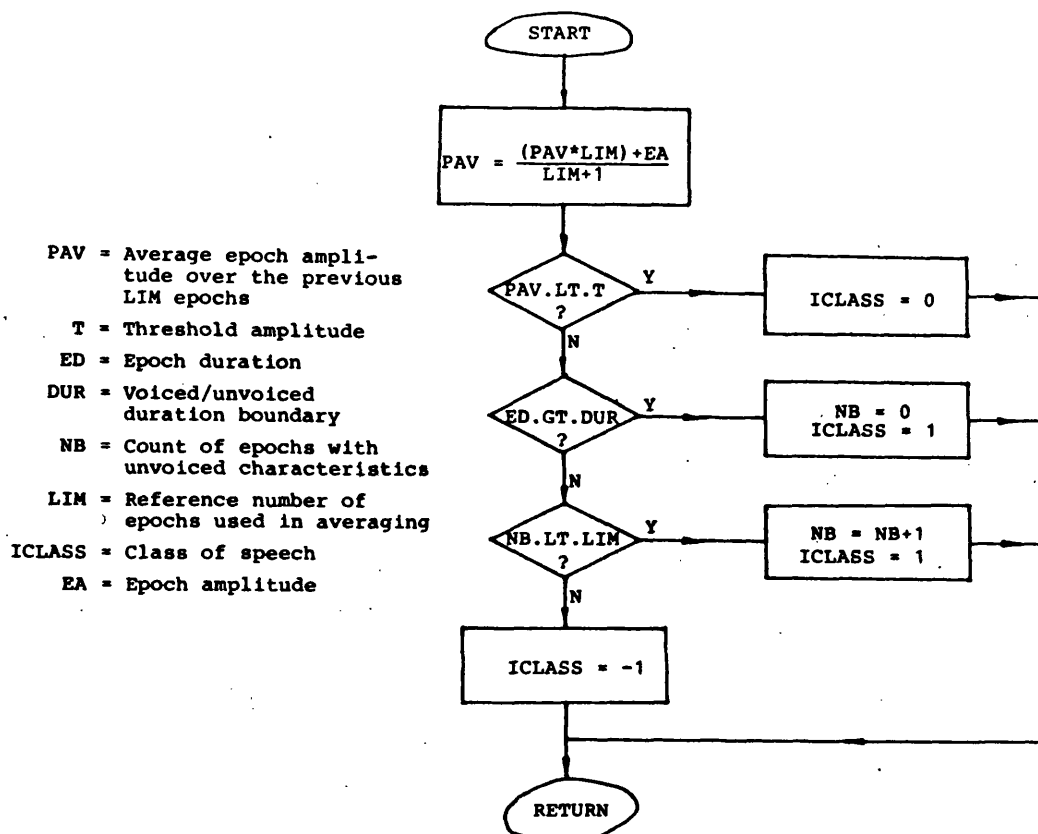 START
PAV = (PAV*LIM)+EA
LIM+1
PAV = Average epoch ampli-
tude over the previous
LIM epochs
T = Threshold amplitude
ED = Epoch duration
DUR = Voiced/unvoiced
duration boundary
NB = Count of epochs with
unvoiced characteristics
LIM = Reference number of
epochs used in averaging
ICLASS = Class of speech
EA = Epoch amplitude
PAV.LT.T
?
Y
N
ICLASS = 0
ED.GT.DUR
?
Y
N
NB = 0
ICLASS = 1
NB.LT.LIM
?
Y
N
NB = NB+1
ICLASS = 1
ICLASS = -1
RETURN